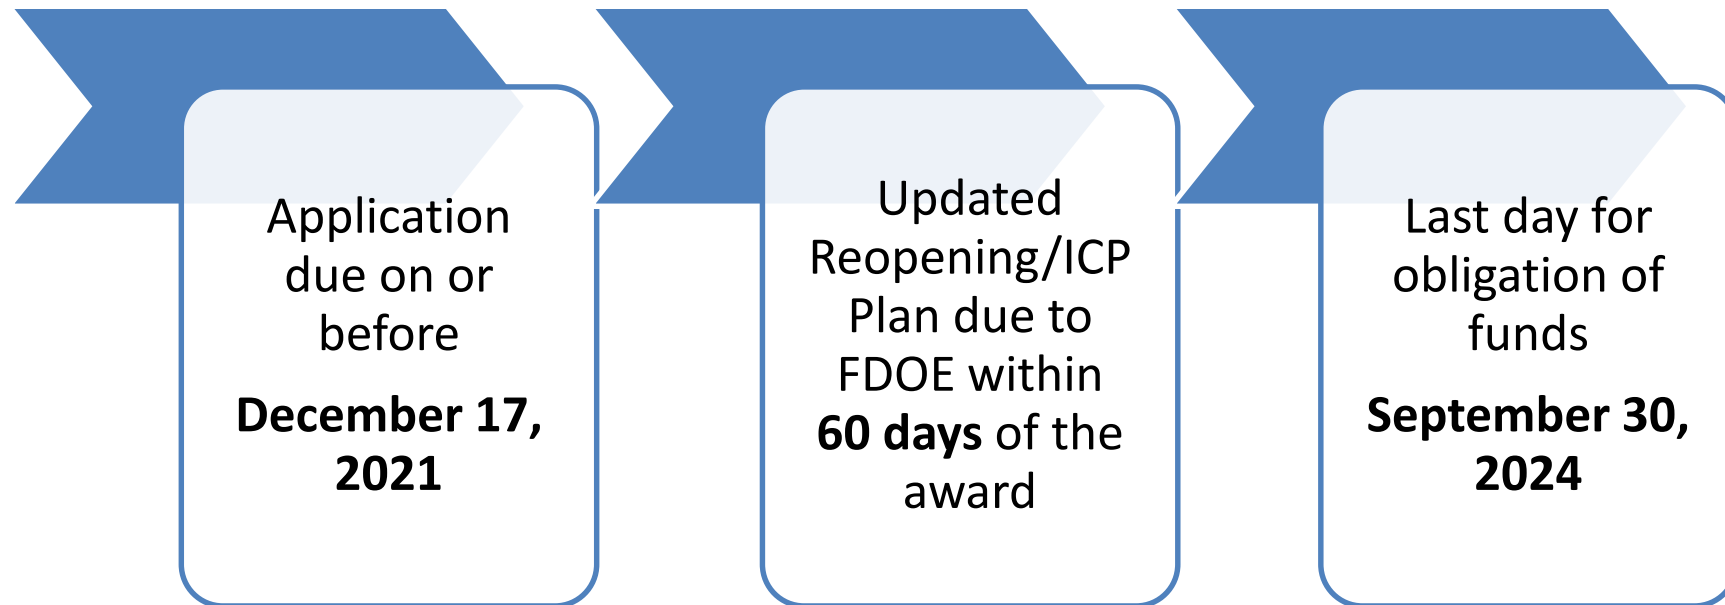 Application
due on or
before
December 17,
2021
Updated
Reopening/ICP
Plan due to
FDOE within
60 days of the
award
Last day for
obligation of
funds
September 30,
2024